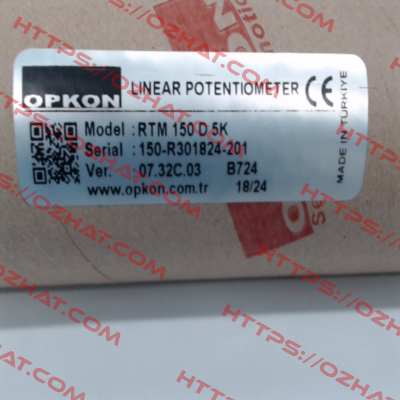 OPKON
LINEAR POTENTIOMETER CE
Model : RTM 150 D 5K
Serial : 150-R301824-201
Ver. : 07.32C.03 B724
www.opkon.com.tr 18/24
MADE IN TÜRKİYE
HTTPS://OZHAT.COM
HTTPS://OZHAT.COM
HTTPS://OZHAT.COM
HTTPS://OZHAT.COM
HTTPS://OZHAT.COM
HTTPS://OZHAT.COM